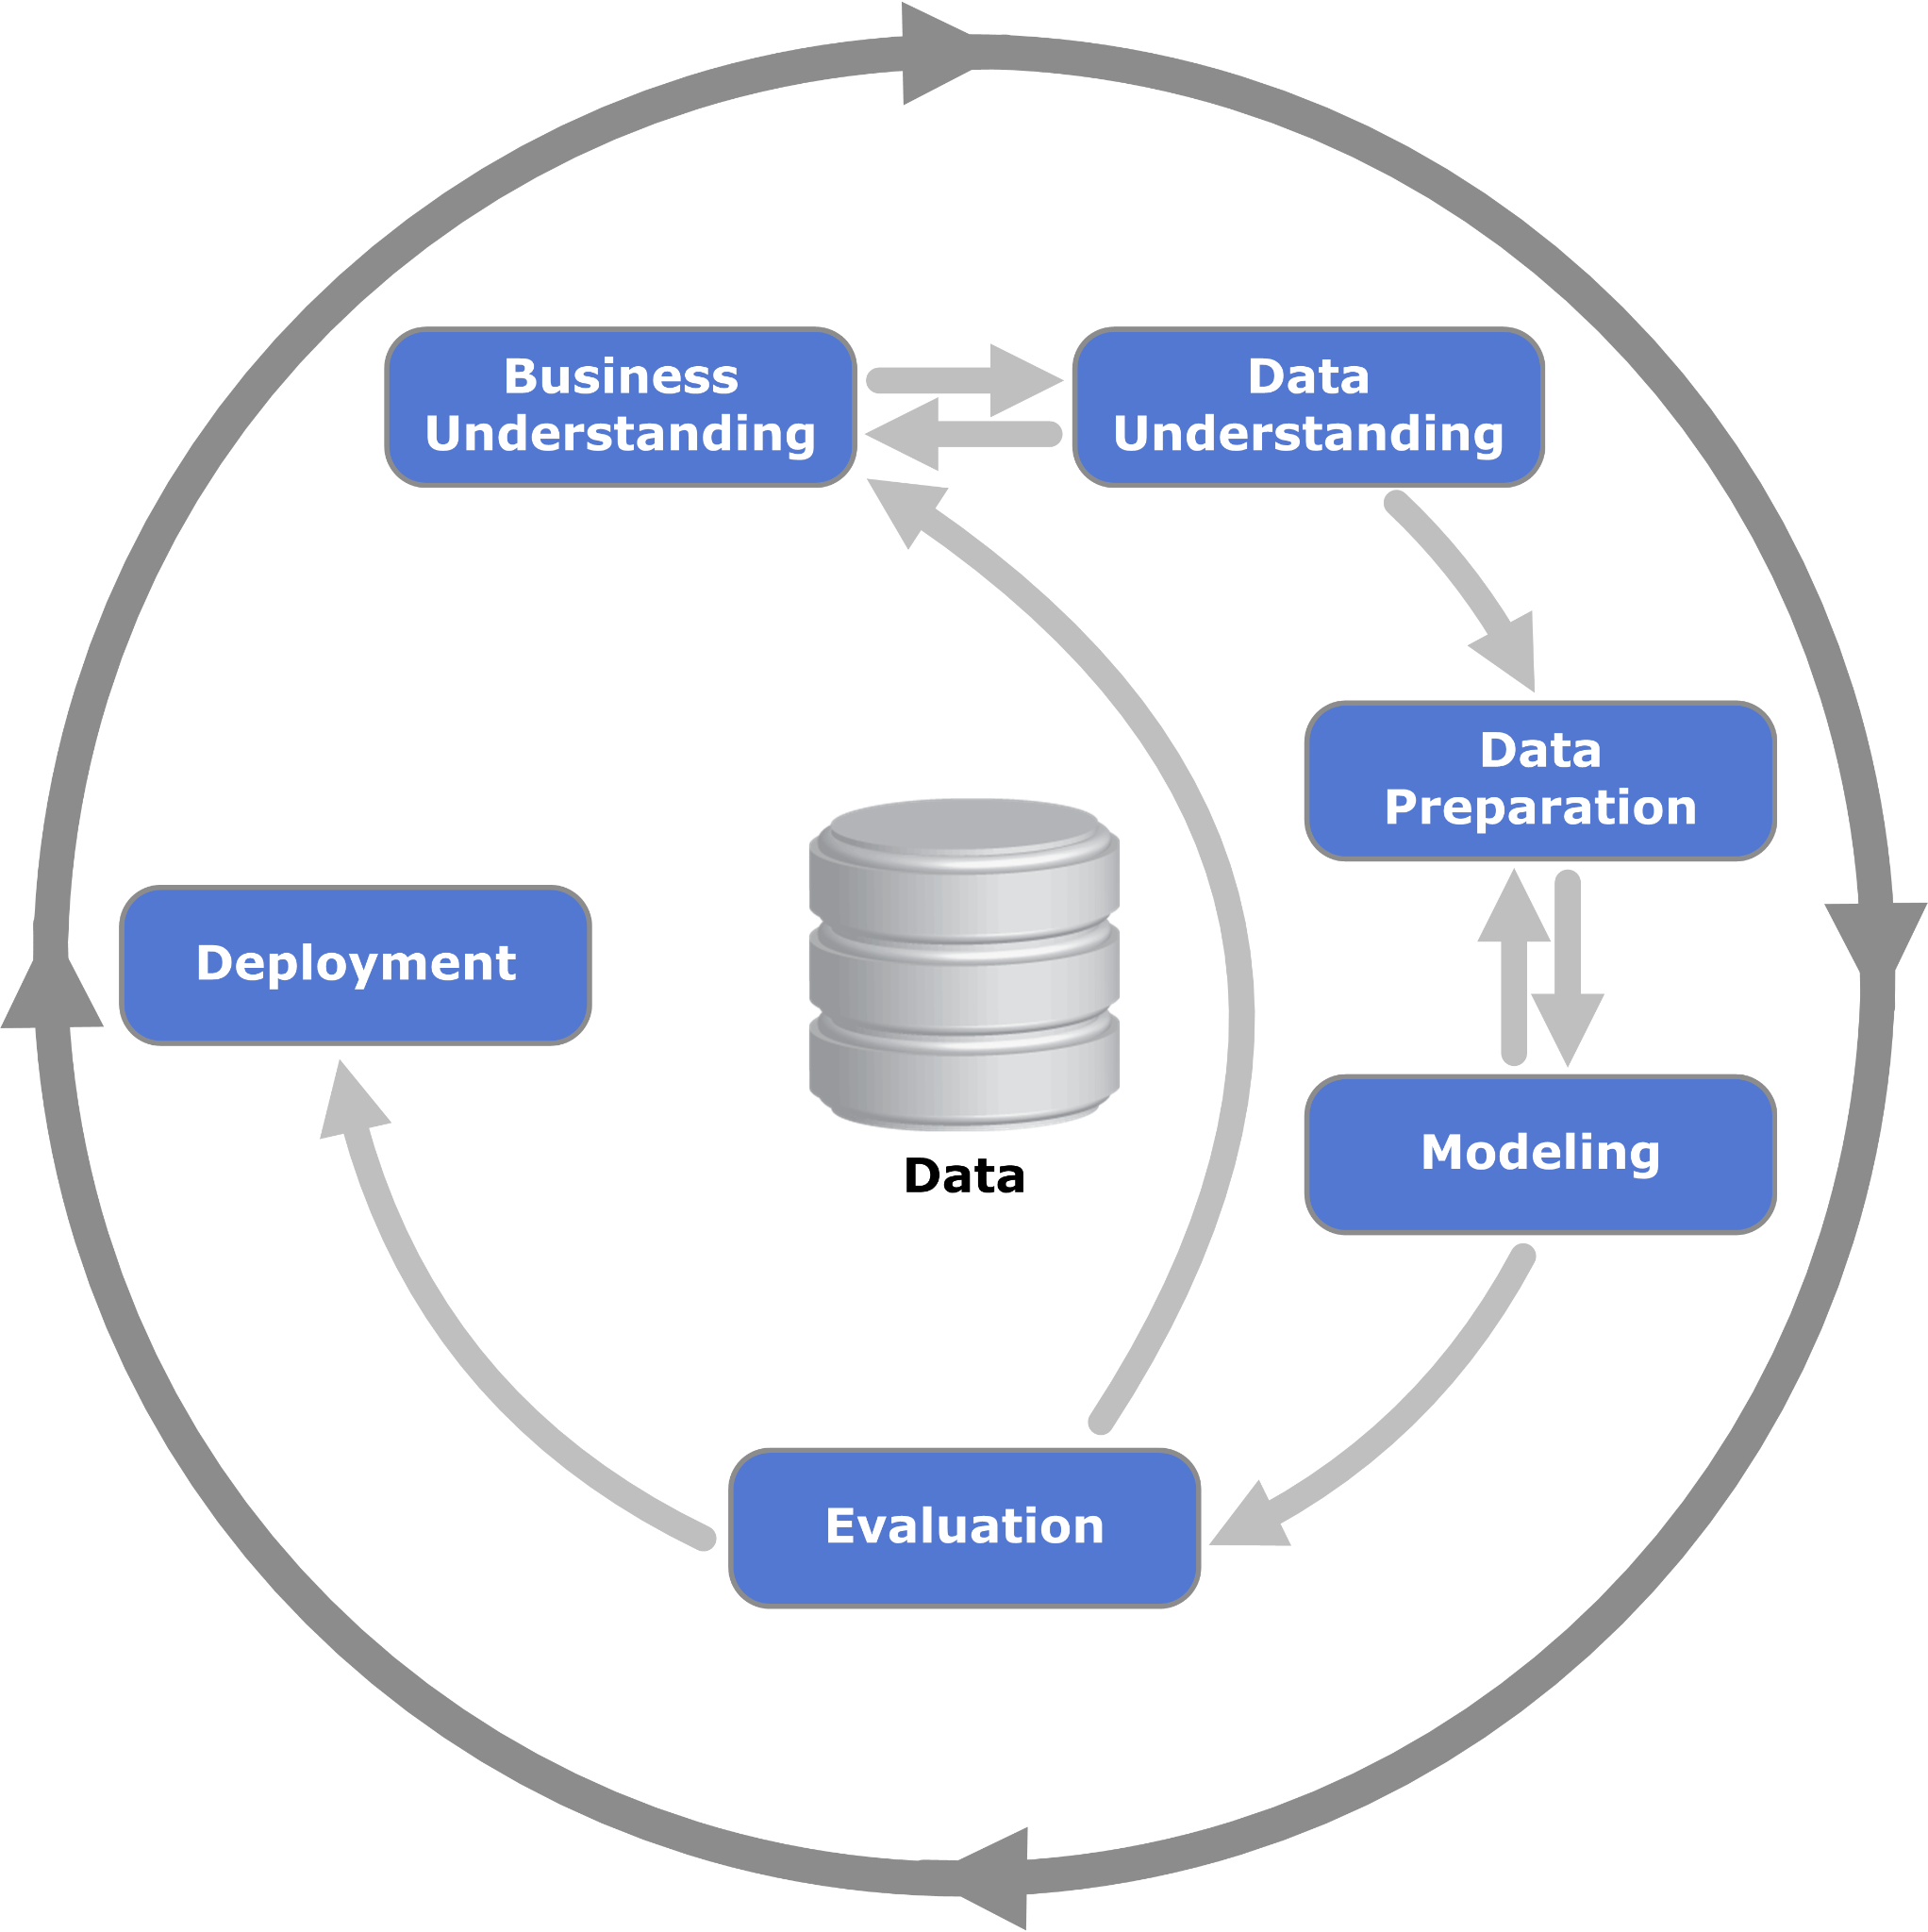 Business
Understanding
Data
Understanding
Data
Preparation
Deployment
Modeling
Data
Evaluation